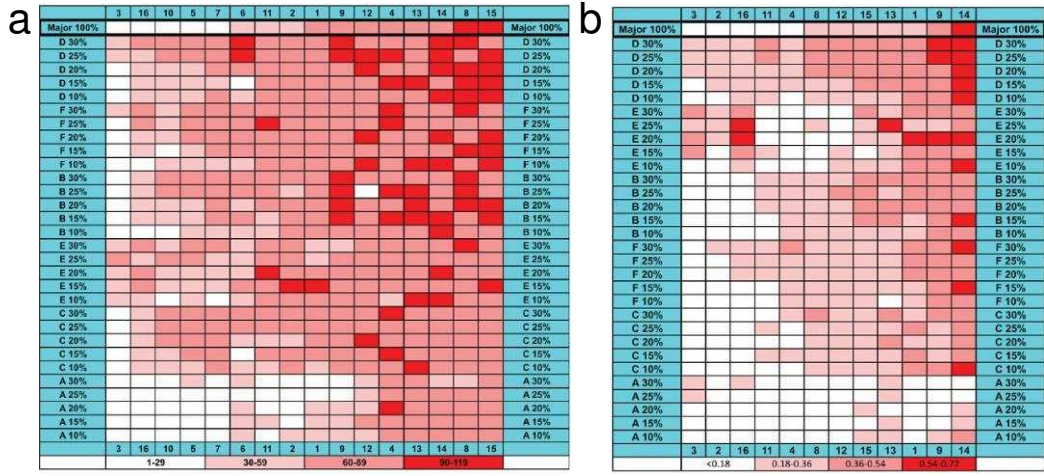 a
3 16 10 5 7 6 11 2 1 9 12 4 13 14 8 15
Major 100% Major 100%
D 30% D 30%
D 25% D 25%
D 20% D 20%
D 15% D 15%
D 10% D 10%
F 30% F 30%
F 25% F 25%
F 20% F 20%
F 15% F 15%
F 10% F 10%
B 30% B 30%
B 25% B 25%
B 20% B 20%
B 15% B 15%
B 10% B 10%
E 30% E 30%
E 25% E 25%
E 20% E 20%
E 15% E 15%
E 10% E 10%
C 30% C 30%
C 25% C 25%
C 20% C 20%
C 15% C 15%
C 10% C 10%
A 30% A 30%
A 25% A 25%
A 20% A 20%
A 15% A 15%
A 10% A 10%
3 16 10 5 7 6 11 2 1 9 12 4 13 14 8 15
1-29 30-59 60-89 90-119
b
3 2 16 11 4 8 12 15 13 1 9 14
Major 100% Major 100%
D 30% D 30%
D 25% D 25%
D 20% D 20%
D 15% D 15%
D 10% D 10%
E 30% E 30%
E 25% E 25%
E 20% E 20%
E 15% E 15%
E 10% E 10%
B 30% B 30%
B 25% B 25%
B 20% B 20%
B 15% B 15%
B 10% B 10%
F 30% F 30%
F 25% F 25%
F 20% F 20%
F 15% F 15%
F 10% F 10%
C 30% C 30%
C 25% C 25%
C 20% C 20%
C 15% C 15%
C 10% C 10%
A 30% A 30%
A 25% A 25%
A 20% A 20%
A 15% A 15%
A 10% A 10%
3 2 16 11 4 8 12 15 13 1 9 14
<0.18 0.18-0.36 0.36-0.54 0.54-0.72